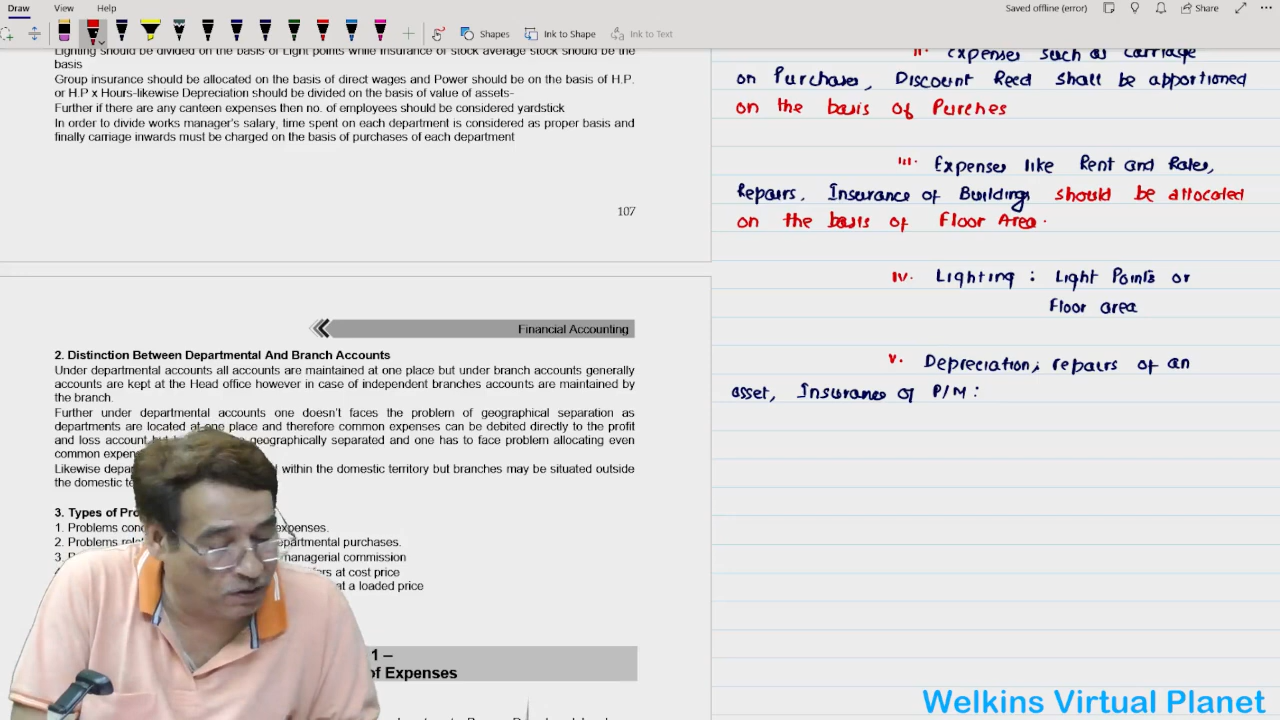 Draw View Help
Saved offline (error)
Share
Shapes
Ink to Shape
Ink to Text
Lighting should be divided on the basis of Light points while insurance of stock average stock should be the
basis
Group insurance should be allocated on the basis of direct wages and Power should be on the basis of H.P.
or H.P x Hours-likewise Depreciation should be divided on the basis of value of assets-
Further if there are any canteen expenses then no. of employees should be considered yardstick
In order to divide works manager's salary, time spent on each department is considered as proper basis and
finally carriage inwards must be charged on the basis of purchases of each department
107
Financial Accounting
2. Distinction Between Departmental And Branch Accounts
Under departmental accounts all accounts are maintained at one place but under branch accounts generally
accounts are kept at the Head office however in case of independent branches accounts are maintained by
the branch.
Further under departmental accounts one doesn't faces the problem of geographical separation as
departments are located at one place and therefore common expenses can be debited directly to the profit
and loss account geographically separated and one has to face problem allocating even
common
Likewise within the domestic territory but branches may be situated outside
the domestic
3. Types of
1. Problems expenses.
2. Problems departmental purchases.
managerial commission
at cost price
at a loaded price
1 –
of Expenses
ii. Expenses such as Carriage
on Purchases, Discount Recd shall be apportioned
on the basis of Purches
iii. Expenses like Rent and Rates,
Repairs, Insurance of Buildings should be allocated
on the basis of Floor Area.
iv. Lighting : Light Points or
Floor area
v. Depreciation, repairs of an
asset, Insurance of P/M :
Welkins Virtual Planet